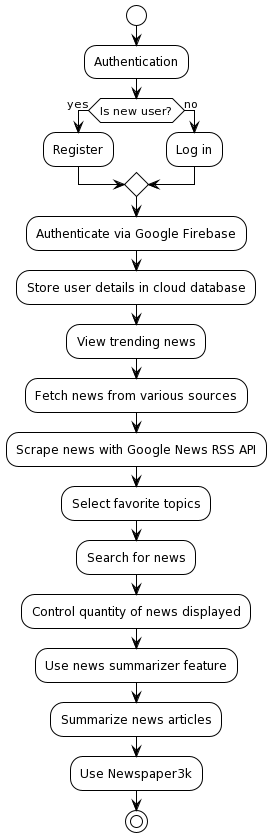 Authentication
yes
Is new user?
no
Register
Log in
Authenticate via Google Firebase
Store user details in cloud database
View trending news
Fetch news from various sources
Scrape news with Google News RSS API
Select favorite topics
Search for news
Control quantity of news displayed
Use news summarizer feature
Summarize news articles
Use Newspaper3k